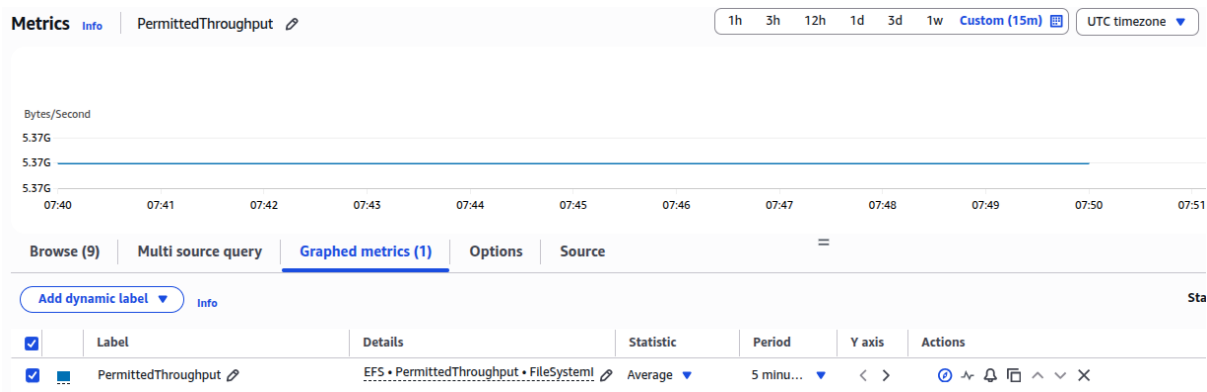 Metrics Info PermittedThroughput 1h 3h 12h 1d 3d 1w Custom (15m) UTC timezone
Bytes/Second
5.37G
5.37G
5.37G
07:40 07:41 07:42 07:43 07:44 07:45 07:46 07:47 07:48 07:49 07:50 07:51
Browse (9) Multi source query Graphed metrics (1) Options Source =
Add dynamic label Info Sta
Label Details Statistic Period Y axis Actions
PermittedThroughput EFS • PermittedThroughput • FileSystemI Average 5 minu... < >